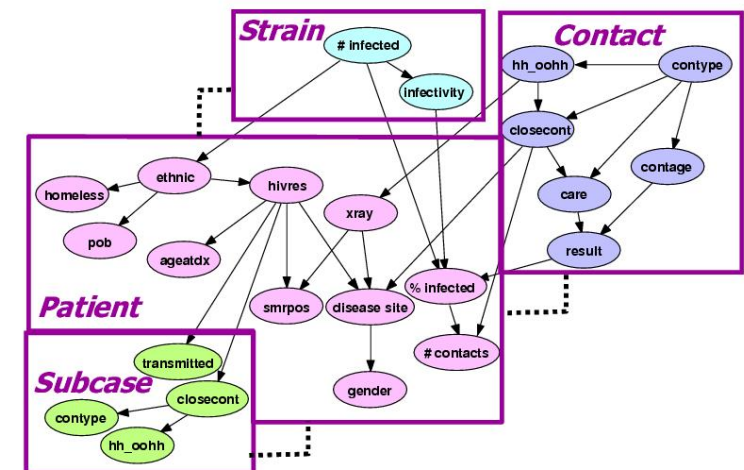 Strain
# infected
infectivity
Contact
hh_oohh
contype
closecont
contage
care
result
ethnic
hivres
homeless
xray
pob
ageatdx
% infected
smrpos
disease site
Patient
# contacts
gender
transmitted
Subcase
closecont
contype
hh_oohh